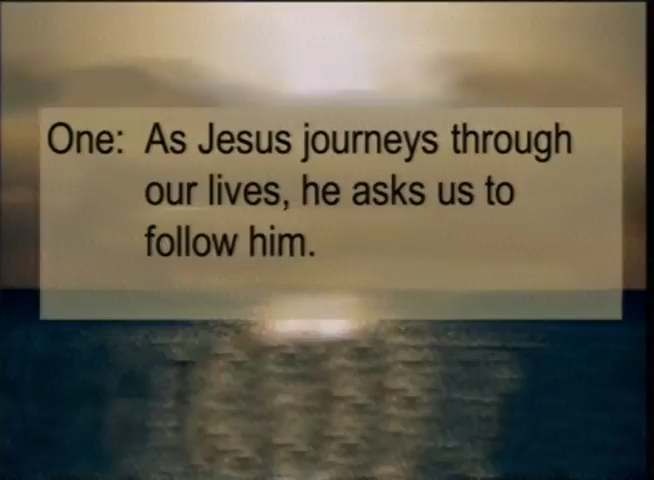 One: As Jesus journeys through
our lives, he asks us to
follow him.